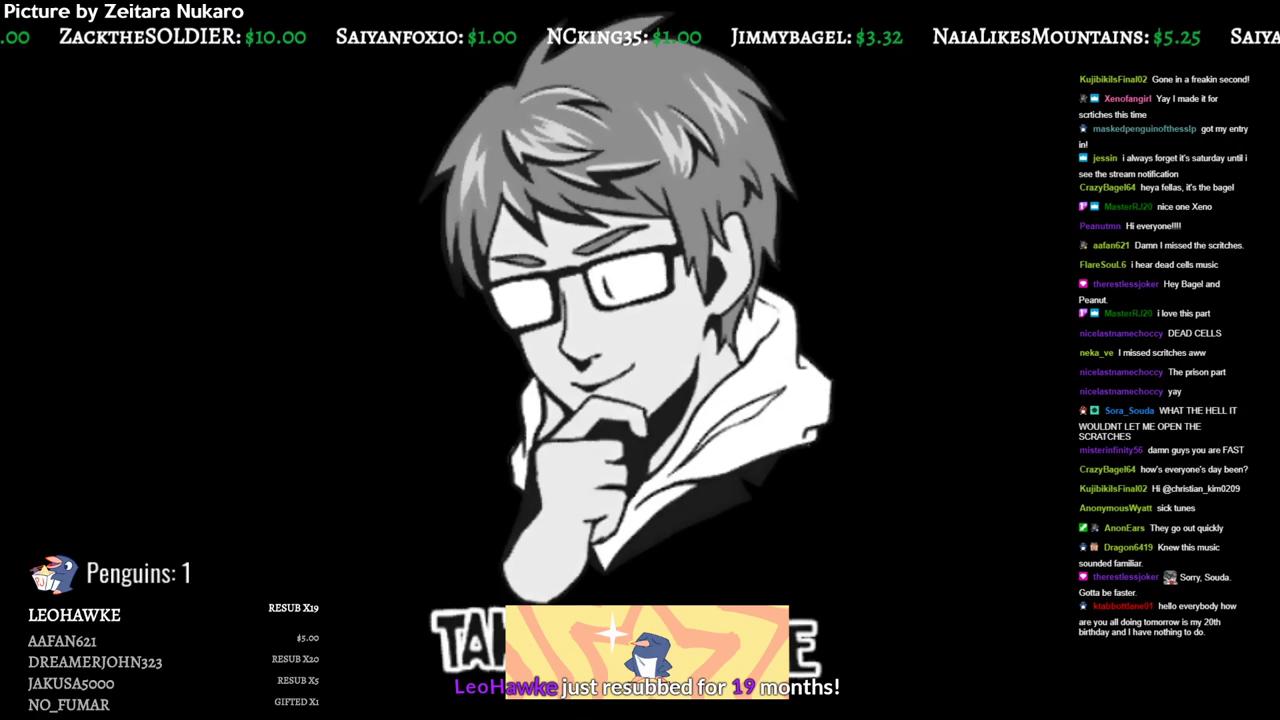 Picture by Zeitara Nukaro
.00 ZacktheSOLDIER: $10.00 Saiyanfox10: $1.00 NCking35: $1.00 Jimmybagel: $3.32 NaiaLikesMountains: $5.25 Saiya
KujibikiIsFinal02 Gone in a freakin second!
Xenofangirl Yay I made it for
scrtiches this time
maskedpenguinofthesslp got my entry
in!
jessin i always forget it's saturday until i
see the stream notification
CrazyBagel64 heya fellas, it's the bagel
MasterRJ20 nice one Xeno
Peanutmn Hi everyone!!!!
aafan621 Damn I missed the scritches.
FlareSouL6 i hear dead cells music
therestlessjoker Hey Bagel and
Peanut.
MasterRJ20 i love this part
nicelastnamechoccy DEAD CELLS
neka_ve I missed scritches aww
nicelastnamechoccy The prison part
nicelastnamechoccy yay
Sora_Souda WHAT THE HELL IT
WOULDNT LET ME OPEN THE
SCRATCHES
misterinfinity56 damn guys you are FAST
CrazyBagel64 how's everyone's day been?
KujibikiIsFinal02 Hi @christian_kim0209
AnonymousWyatt sick tunes
AnonEars They go out quickly
Dragon6419 Knew this music
sounded familiar.
therestlessjoker Sorry, Souda.
Gotta be faster.
ktabbottlane01 hello everybody how
are you all doing tomorrow is my 20th
birthday and I have nothing to do.
Penguins: 1
LEOHAWKE RESUB X19
AAFAN621 $5.00
DREAMERJOHN323 RESUB X20
JAKUSA5000 RESUB X5
NO_FUMAR GIFTED X1
LeoHawke just resubbed for 19 months!